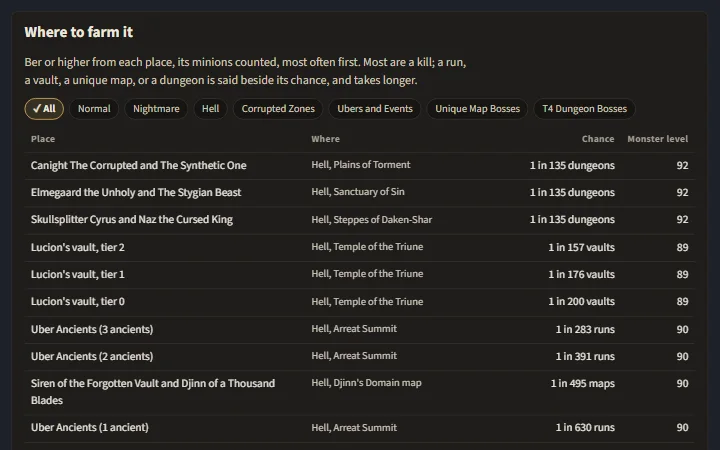 Where to farm it
Ber or higher from each place, its minions counted, most often first. Most are a kill; a run,
a vault, a unique map, or a dungeon is said beside its chance, and takes longer.
✓ All Normal Nightmare Hell Corrupted Zones Ubers and Events Unique Map Bosses T4 Dungeon Bosses
Place Where Chance Monster level
Canight The Corrupted and The Synthetic One Hell, Plains of Torment 1 in 135 dungeons 92
Elmegaard the Unholy and The Stygian Beast Hell, Sanctuary of Sin 1 in 135 dungeons 92
Skullsplitter Cyrus and Naz the Cursed King Hell, Steppes of Daken-Shar 1 in 135 dungeons 92
Lucion's vault, tier 2 Hell, Temple of the Triune 1 in 157 vaults 89
Lucion's vault, tier 1 Hell, Temple of the Triune 1 in 176 vaults 89
Lucion's vault, tier 0 Hell, Temple of the Triune 1 in 200 vaults 89
Uber Ancients (3 ancients) Hell, Arreat Summit 1 in 283 runs 90
Uber Ancients (2 ancients) Hell, Arreat Summit 1 in 391 runs 90
Siren of the Forgotten Vault and Djinn of a Thousand Hell, Djinn's Domain map 1 in 495 maps 90
Blades
Uber Ancients (1 ancient) Hell, Arreat Summit 1 in 630 runs 90